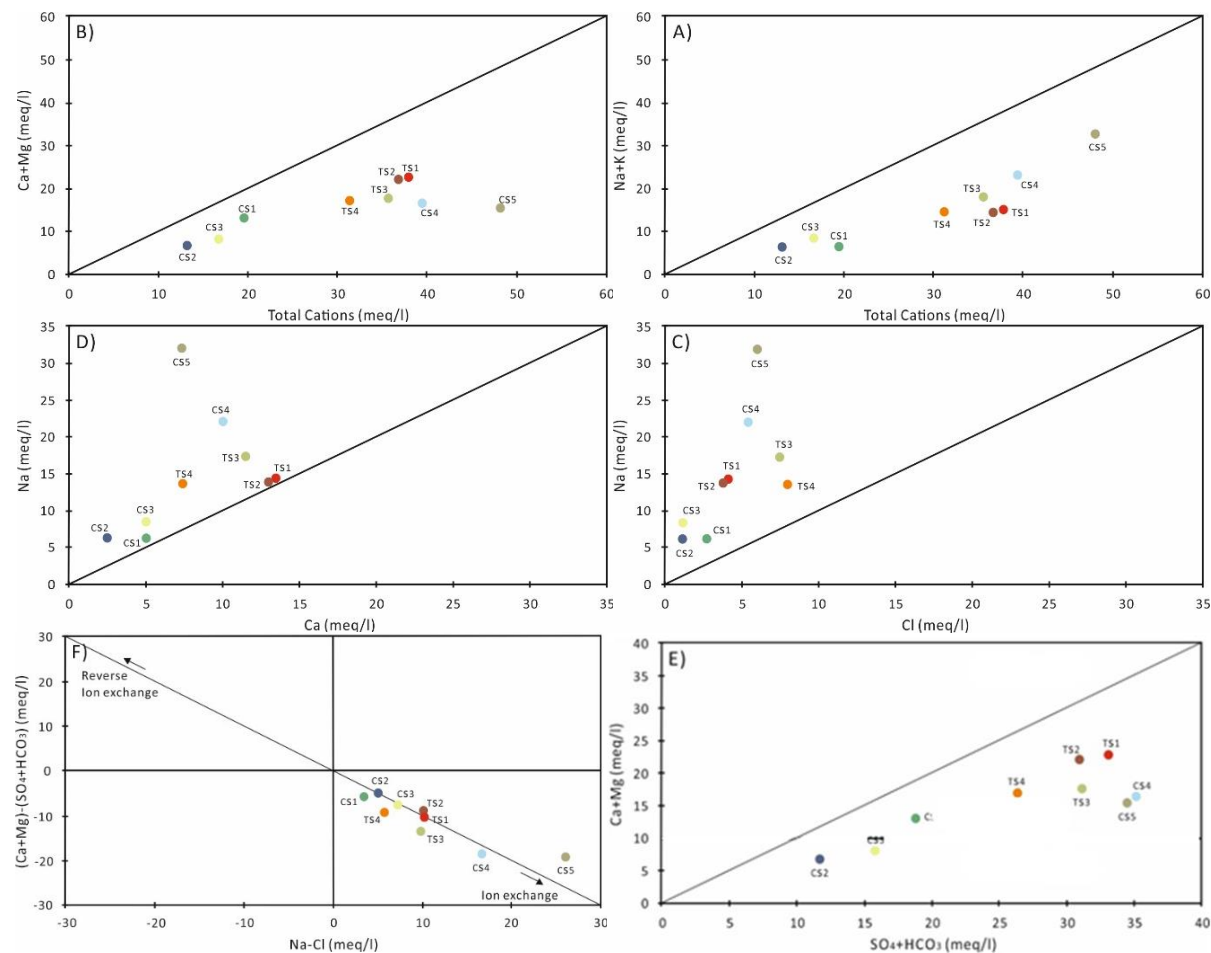 B)
60
50
40
30
20
10
0
Ca+Mg (meq/l)
TS2
TS1
TS3
TS4
CS4
CS5
CS1
CS3
CS2
0 10 20 30 40 50 60
Total Cations (meq/l)
A)
60
50
40
30
20
10
0
Na+K (meq/l)
CS5
CS4
TS3
TS4
TS2
TS1
CS3
CS1
CS2
0 10 20 30 40 50 60
Total Cations (meq/l)
D)
35
30
25
20
15
10
5
0
Na (meq/l)
CS5
CS4
TS3
TS4
TS1
TS2
CS3
CS2
CS1
0 5 10 15 20 25 30 35
Ca (meq/l)
C)
35
30
25
20
15
10
5
0
Na (meq/l)
CS5
CS4
TS3
TS1
TS2
TS4
CS3
CS1
CS2
0 5 10 15 20 25 30 35
Cl (meq/l)
F)
30
20
10
0
-10
-20
-30
(Ca+Mg)-(SO₄+HCO₃) (meq/l)
Reverse
Ion exchange
CS2
CS1
CS3
TS2
TS4
TS1
TS3
CS4
CS5
Ion exchange
-30 -20 -10 0 10 20 30
Na-Cl (meq/l)
E)
40
35
30
25
20
15
10
5
0
Ca+Mg (meq/l)
TS2
TS1
TS4
TS3
CS4
CS5
CS2
0 5 10 15 20 25 30 35 40
SO₄+HCO₃ (meq/l)